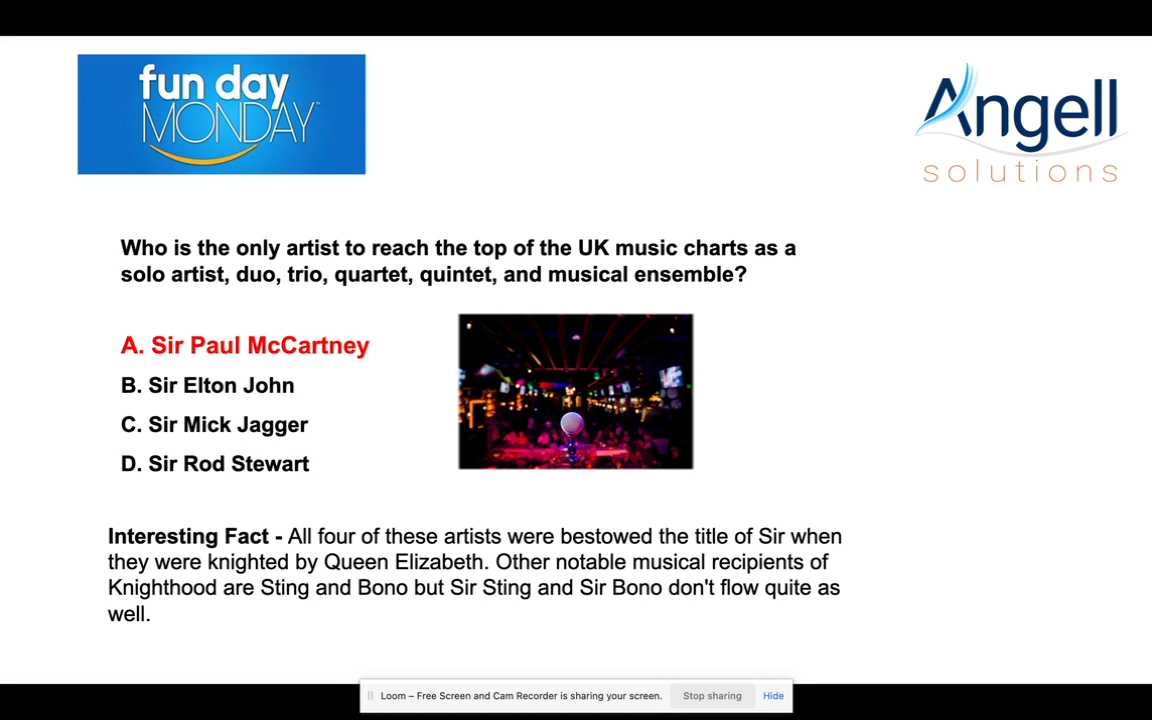 fun day
MONDAY™
Angell
solutions
Who is the only artist to reach the top of the UK music charts as a
solo artist, duo, trio, quartet, quintet, and musical ensemble?
A. Sir Paul McCartney
B. Sir Elton John
C. Sir Mick Jagger
D. Sir Rod Stewart
Interesting Fact - All four of these artists were bestowed the title of Sir when
they were knighted by Queen Elizabeth. Other notable musical recipients of
Knighthood are Sting and Bono but Sir Sting and Sir Bono don't flow quite as
well.
Loom – Free Screen and Cam Recorder is sharing your screen. Stop sharing Hide